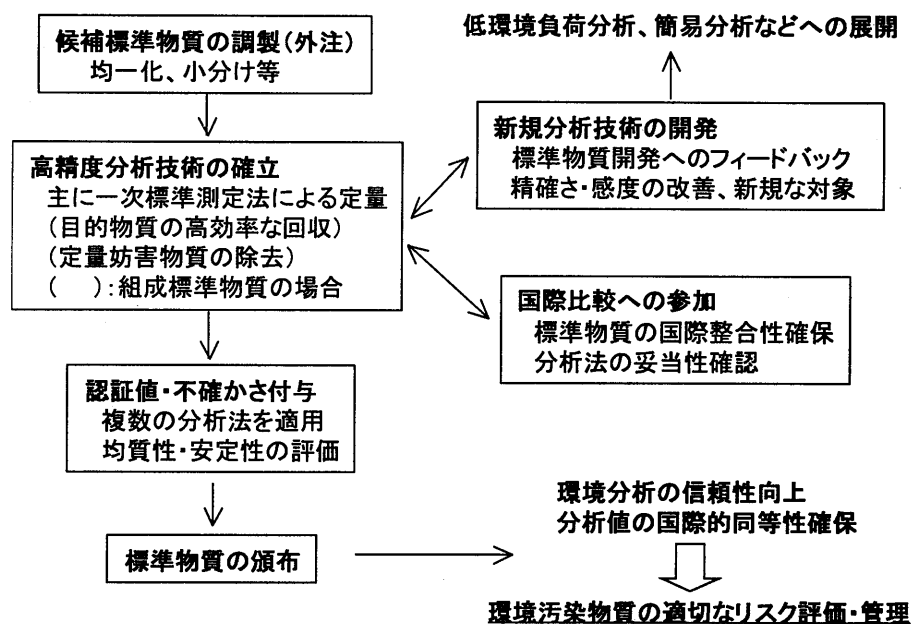 候補標準物質の調製(外注)
均一化、小分け等
高精度分析技術の確立
主に一次標準測定法による定量
(目的物質の高効率な回収)
(定量妨害物質の除去)
(　):組成標準物質の場合
認証値・不確かさ付与
複数の分析法を適用
均質性・安定性の評価
標準物質の頒布
低環境負荷分析、簡易分析などへの展開
新規分析技術の開発
標準物質開発へのフィードバック
精確さ・感度の改善、新規な対象
国際比較への参加
標準物質の国際整合性確保
分析法の妥当性確認
環境分析の信頼性向上
分析値の国際的同等性確保
環境汚染物質の適切なリスク評価・管理